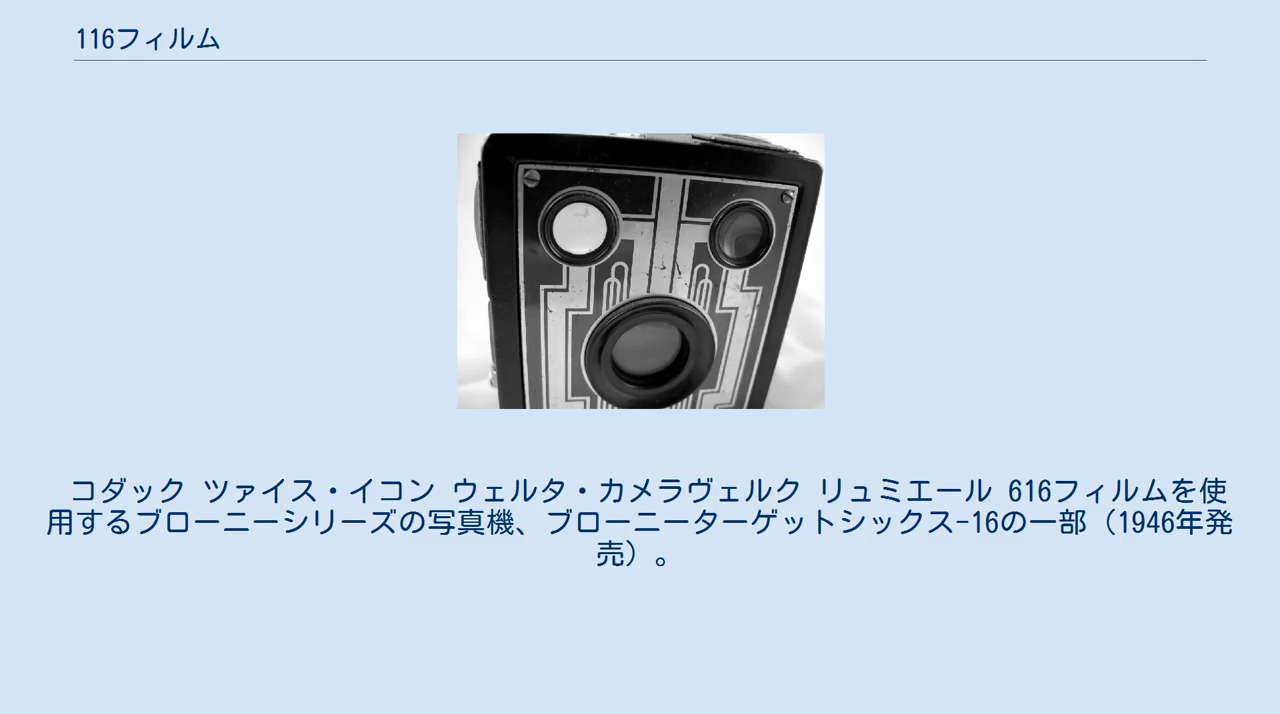 116フィルム
コダック ツァイス・イコン ウェルタ・カメラヴェルク リュミエール 616フィルムを使
用するブローニーシリーズの写真機、ブローニーターゲットシックス-16の一部（1946年発
売）。